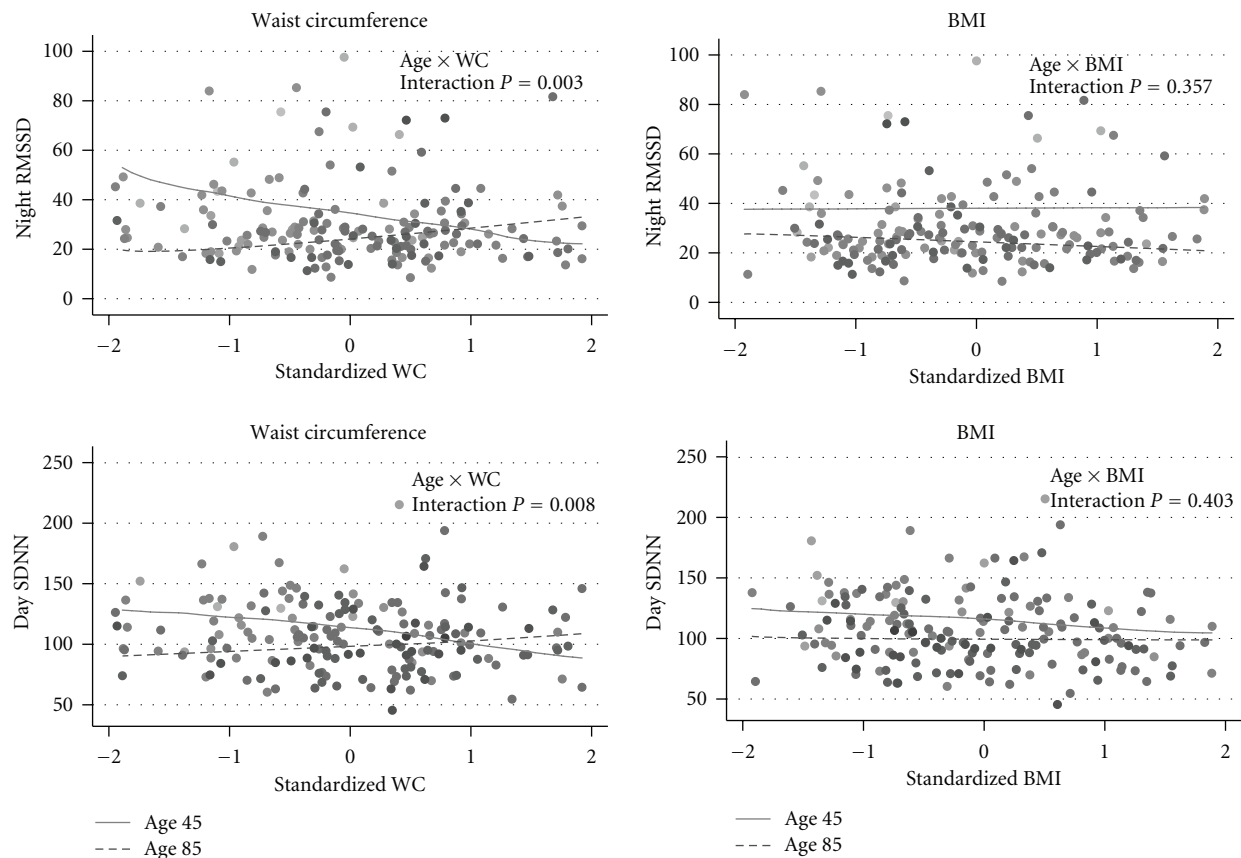 Waist circumference
Age × WC
Interaction P = 0.003
Night RMSSD
100
80
60
40
20
0
−2
−1
0
1
2
Standardized WC
BMI
Age × BMI
Interaction P = 0.357
Night RMSSD
100
80
60
40
20
0
−2
−1
0
1
2
Standardized BMI
Waist circumference
Age × WC
Interaction P = 0.008
Day SDNN
250
200
150
100
50
−2
−1
0
1
2
Standardized WC
Age 45
Age 85
BMI
Age × BMI
Interaction P = 0.403
Day SDNN
250
200
150
100
50
−2
−1
0
1
2
Standardized BMI
Age 45
Age 85